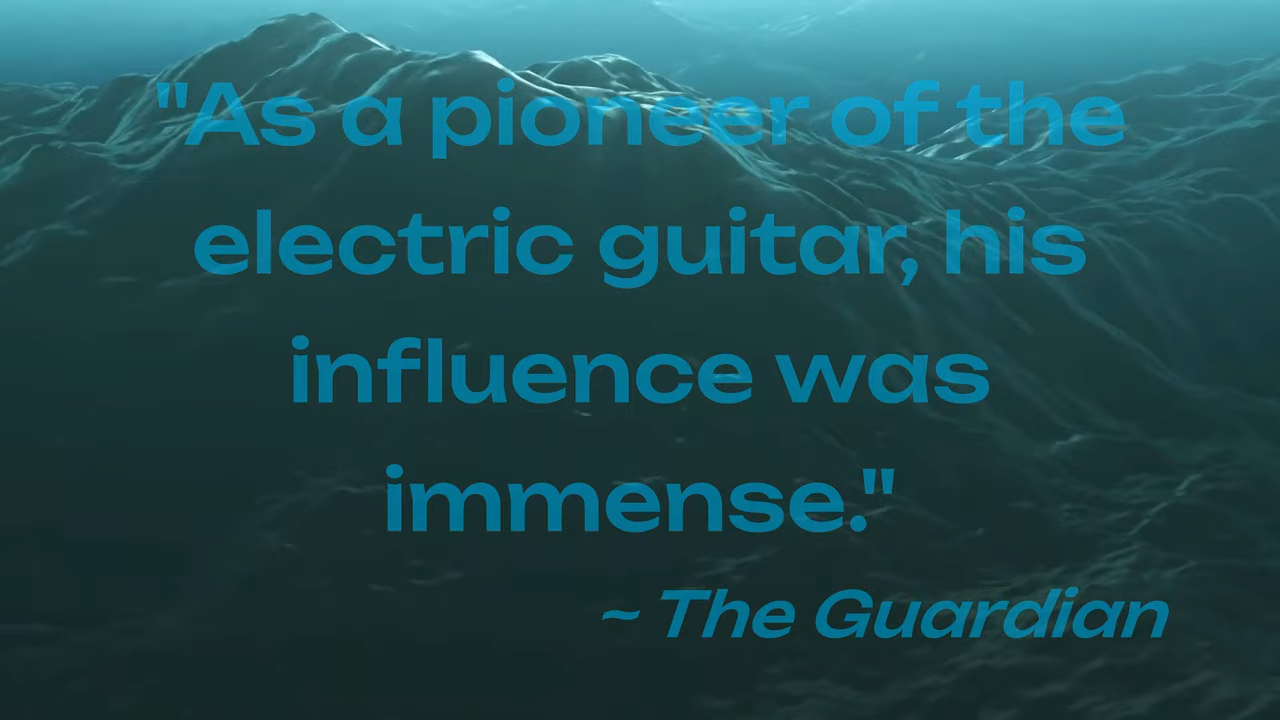 "As a pioneer of the
electric guitar, his
influence was
immense."
~ The Guardian